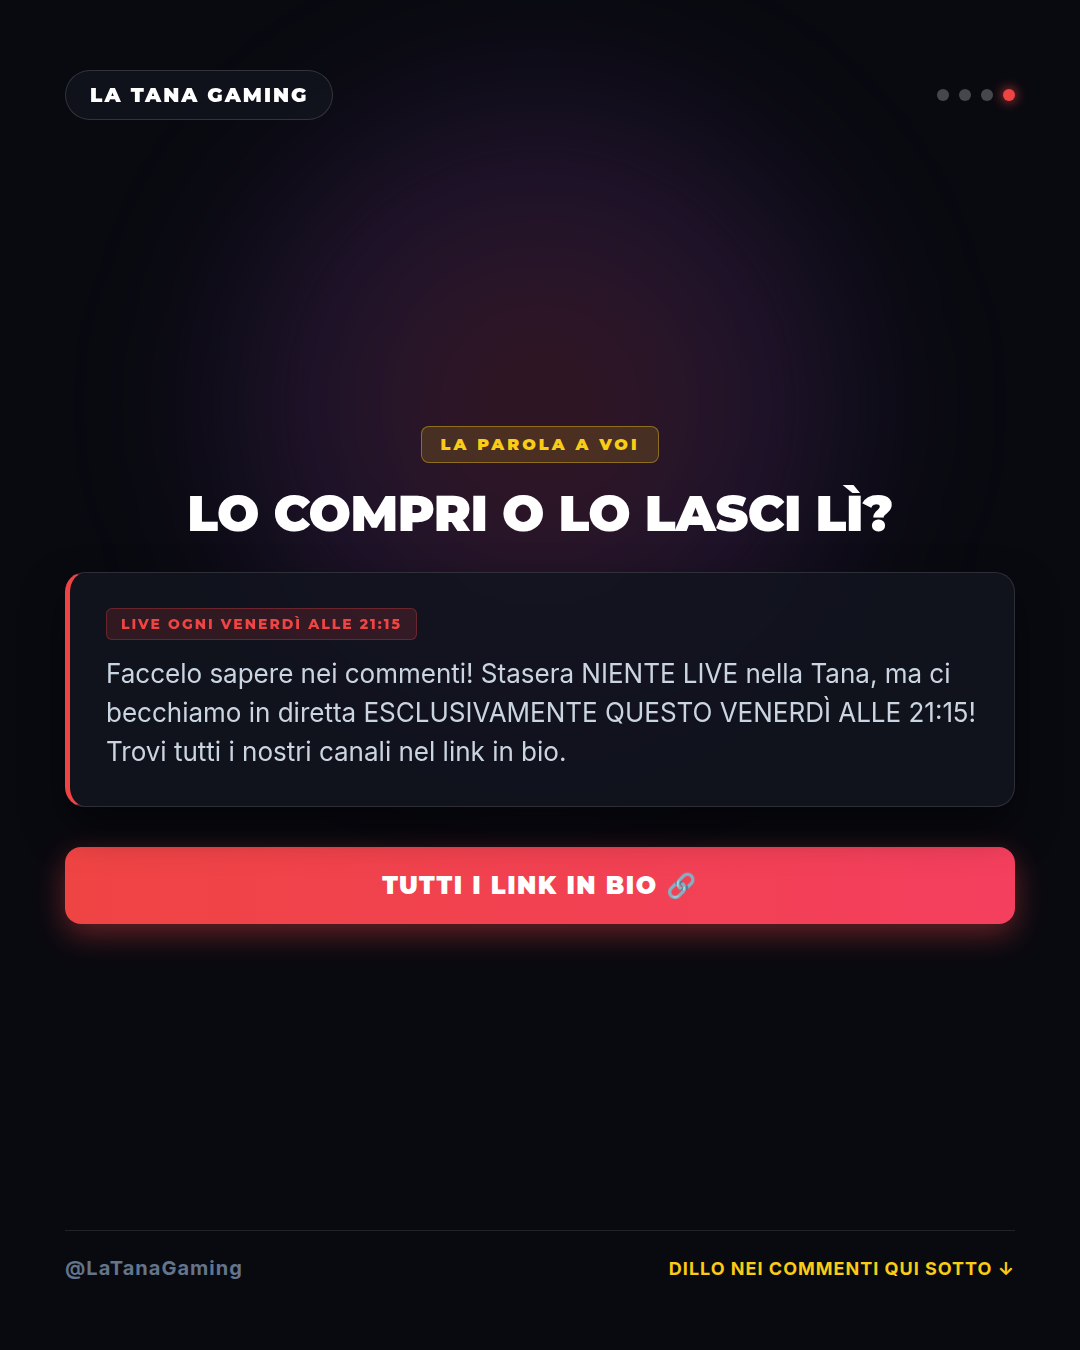 LA TANA GAMING
LA PAROLA A VOI
LO COMPRI O LO LASCI LÌ?
LIVE OGNI VENERDÌ ALLE 21:15
Faccelo sapere nei commenti! Stasera NIENTE LIVE nella Tana, ma ci
becchiamo in diretta ESCLUSIVAMENTE QUESTO VENERDÌ ALLE 21:15!
Trovi tutti i nostri canali nel link in bio.
TUTTI I LINK IN BIO 🔗
@LaTanaGaming
DILLO NEI COMMENTI QUI SOTTO ↓